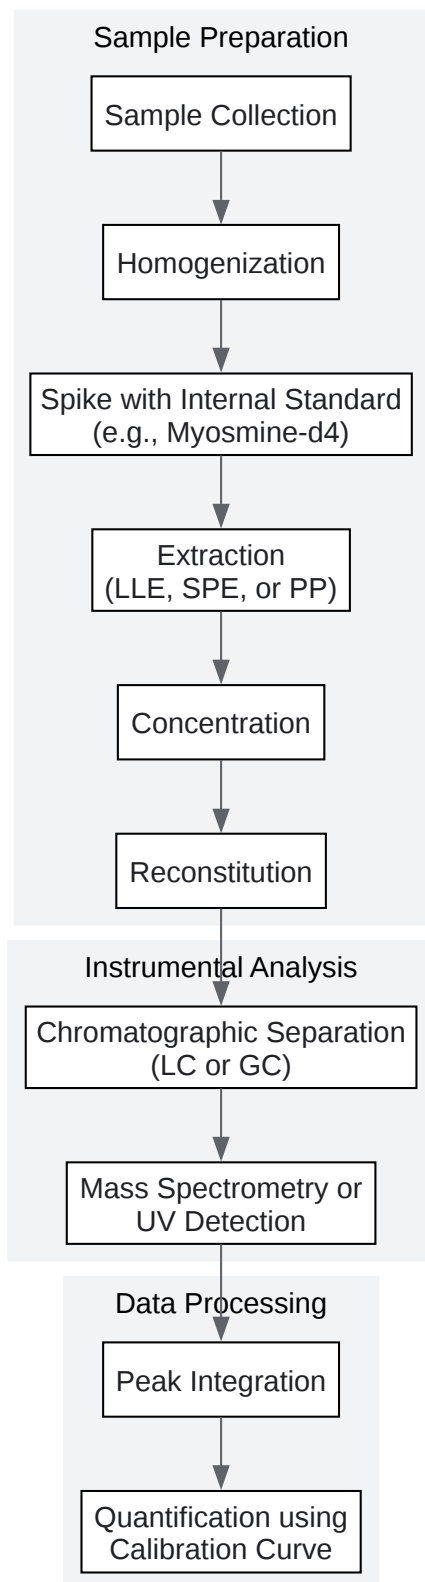 Sample Preparation
Sample Collection
Homogenization
Spike with Internal Standard
(e.g., Myosmine-d4)
Extraction
(LLE, SPE, or PP)
Concentration
Reconstitution
Instrumental Analysis
Chromatographic Separation
(LC or GC)
Mass Spectrometry or
UV Detection
Data Processing
Peak Integration
Quantification using
Calibration Curve